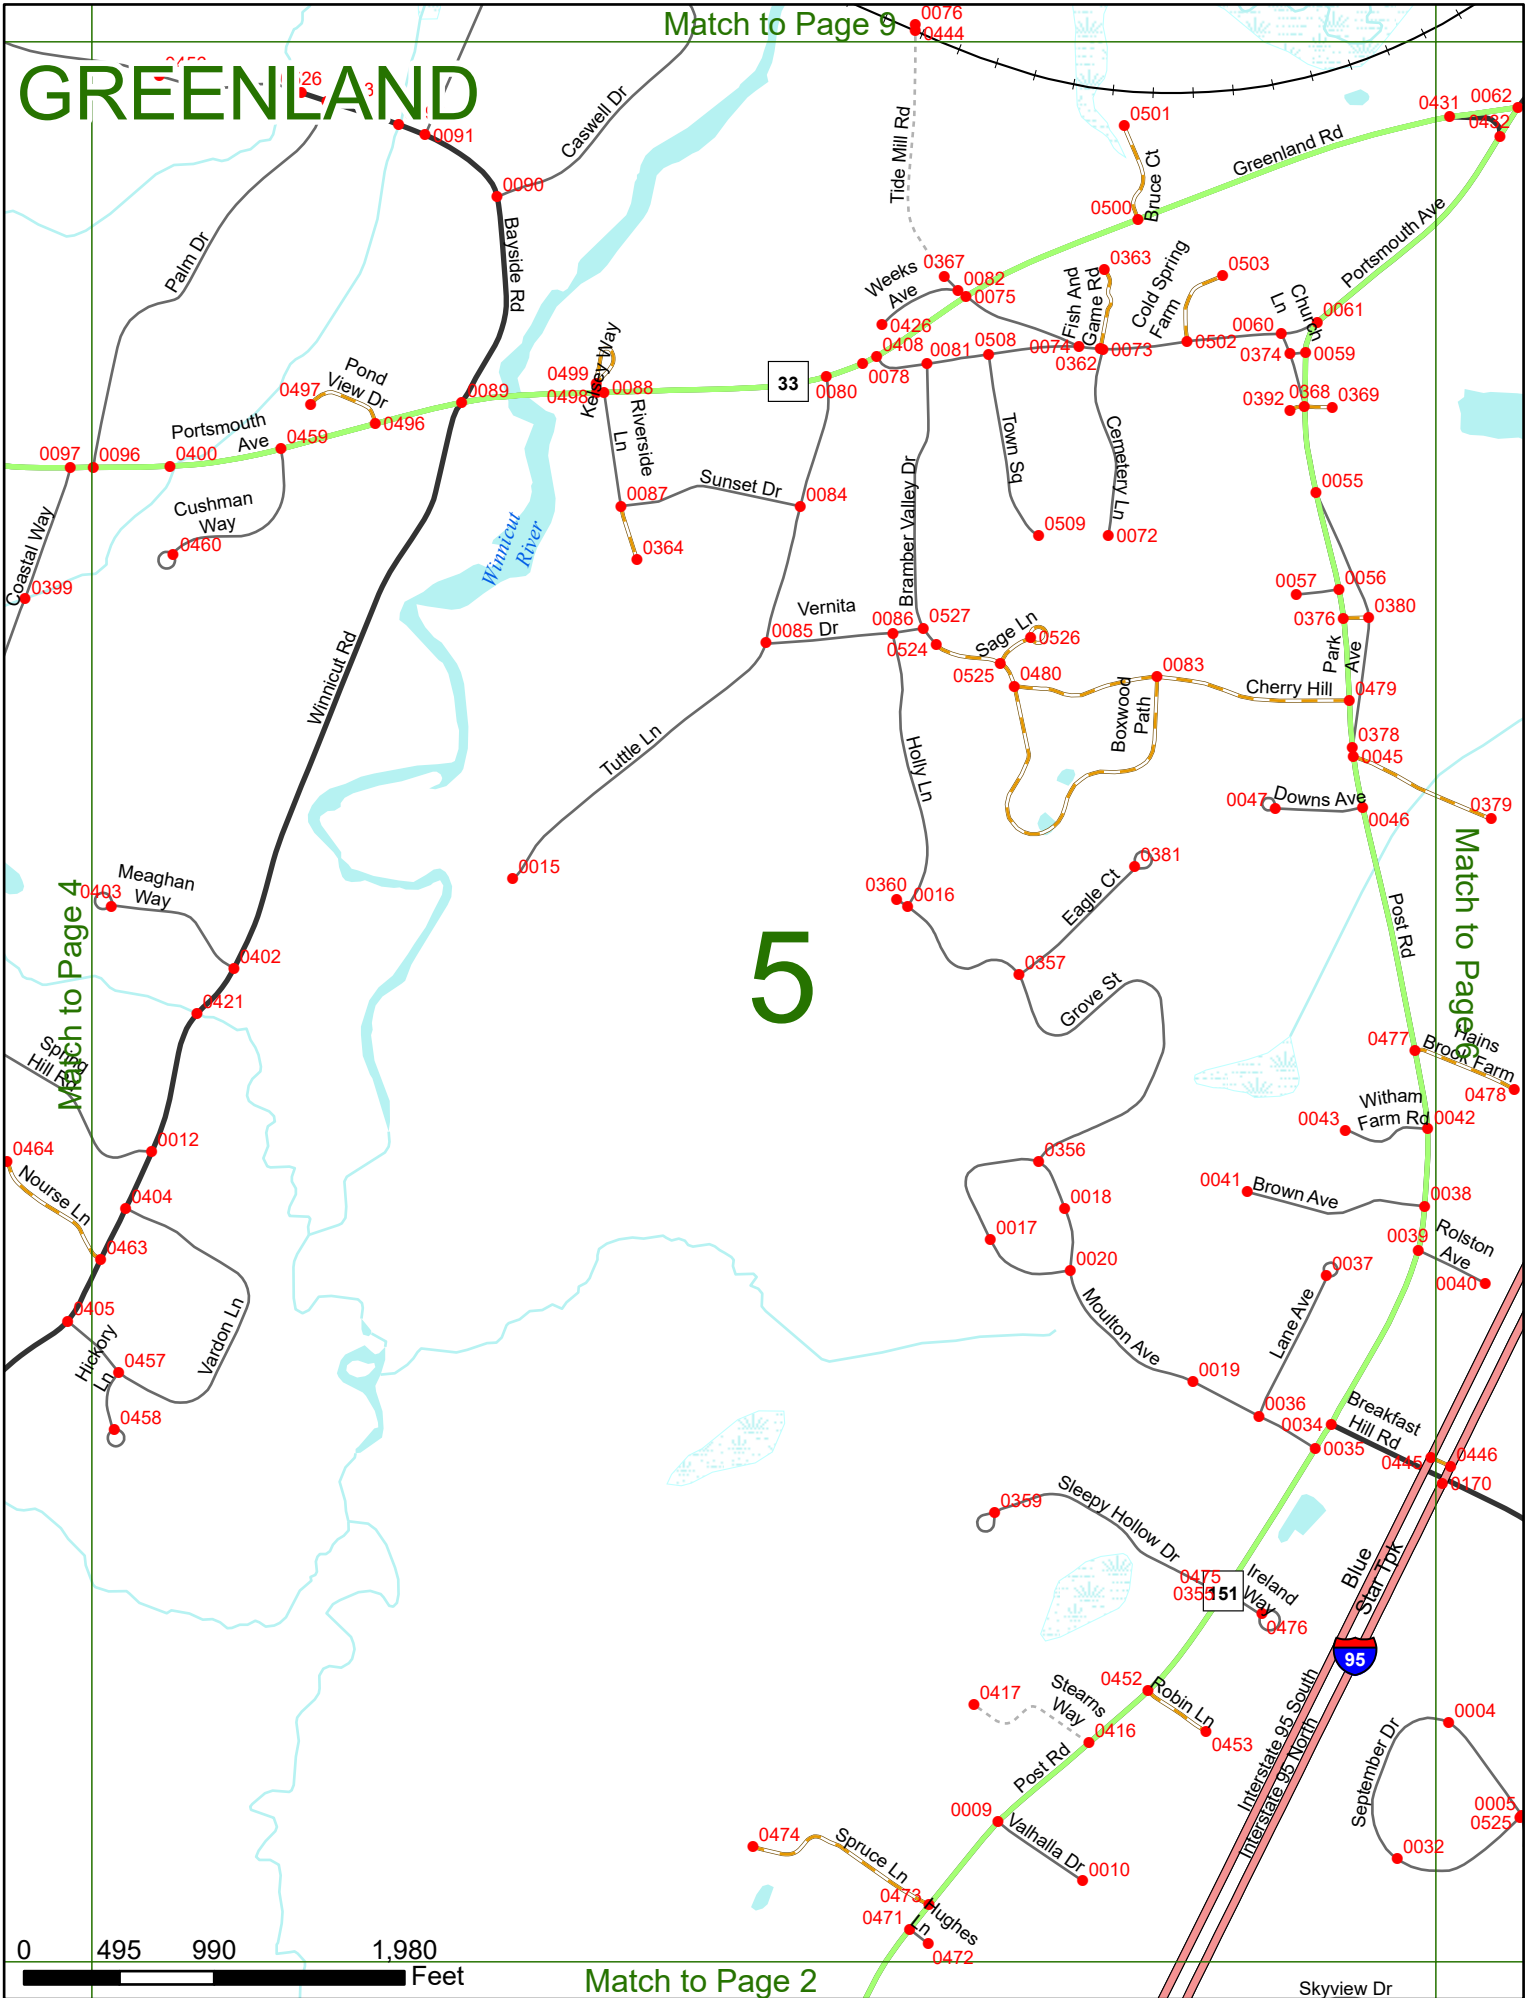 Match to Page 9
0076
0444
GREENLAND
0091
0090
Caswell Dr
Palm Dr
Bayside Rd
Tide Mill Rd
0501
Bruce Ct
0500
Greenland Rd
0431
0062
0432
Portsmouth Ave
0367
0082
0075
Weeks
Ave
0426
Fish And
Game Rd
0363
Cold Spring
Farm
0503
0502
Church
Ln
0060
0061
0374
0059
0408
0078
0081
0508
0074
0362
0073
0392
0368
0369
Kelsey Way
0499
0498
0088
33
0080
Pond
View Dr
0497
0496
0089
Portsmouth
Ave
0459
0097
0096
0400
Cushman
Way
0460
Coastal Way
0399
Riverside
Ln
0087
Sunset Dr
0084
0364
Winnicut
River
Bramber Valley Dr
Town Sq
0509
Cemetery Ln
0072
0055
0057
0056
0376
0380
Park
Ave
Vernita
Dr
0085
0086
0527
0524
Sage Ln
0526
0525
0480
Boxwood
Path
0083
Cherry Hill
0479
0378
0045
0379
Winnicut Rd
Tuttle Ln
0015
Holly Ln
0047
Downs Ave
0046
0381
Eagle Ct
0360
0016
0357
Grove St
Post Rd
Match to Page 6
Match to Page 4
Meaghan
Way
0403
0402
0421
5
Spring
Hill Rd
0012
0464
Nourse Ln
0404
0463
0405
Hickory
Ln
0457
0458
Vardon Ln
0477
Hains
Brook Farm
0478
Witham
Farm Rd
0043
0042
0356
0018
0017
0020
0041
Brown Ave
0038
0039
Rolston
Ave
0040
0037
Lane Ave
Moulton Ave
0019
0036
0034
0035
Breakfast
Hill Rd
0445
0446
0170
0359
Sleepy Hollow Dr
0475
0355
151
Ireland
Way
0476
Blue
Star Tpk
95
Interstate 95 South
Interstate 95 North
0417
Stearns
Way
0416
0452
Robin Ln
0453
Post Rd
0009
Valhalla Dr
0010
0474
Spruce Ln
0473
0471
Hughes
Ln
0472
September Dr
0004
0005
0525
0032
0 495 990 1,980
Feet
Match to Page 2
Skyview Dr